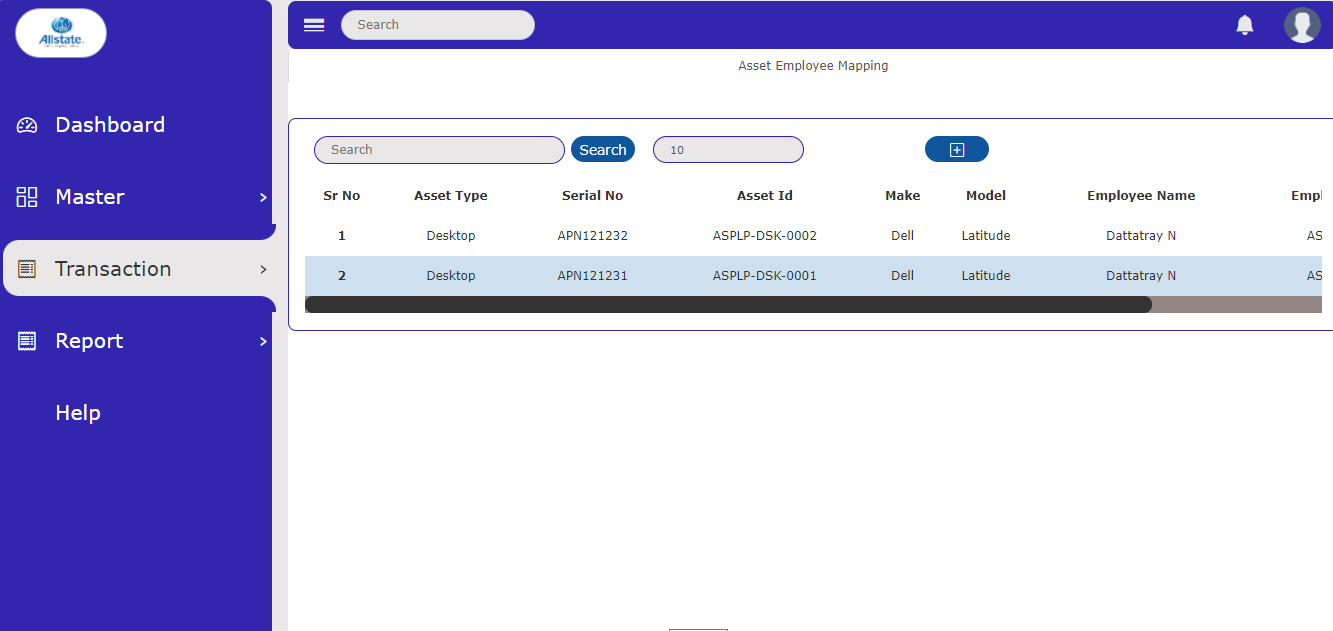 Allstate.
Search
Asset Employee Mapping
Dashboard
Master
Transaction
Report
Help
Search Search 10
Sr No Asset Type Serial No Asset Id Make Model Employee Name Empl
1 Desktop APN121232 ASPLP-DSK-0002 Dell Latitude Dattatray N AS
2 Desktop APN121231 ASPLP-DSK-0001 Dell Latitude Dattatray N AS